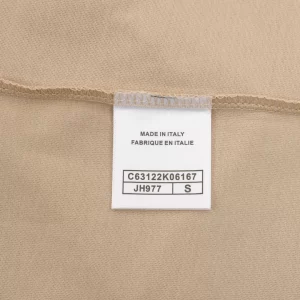 MADE IN ITALY
FABRIQUE EN ITALIE
C63122K06167
JH977 S